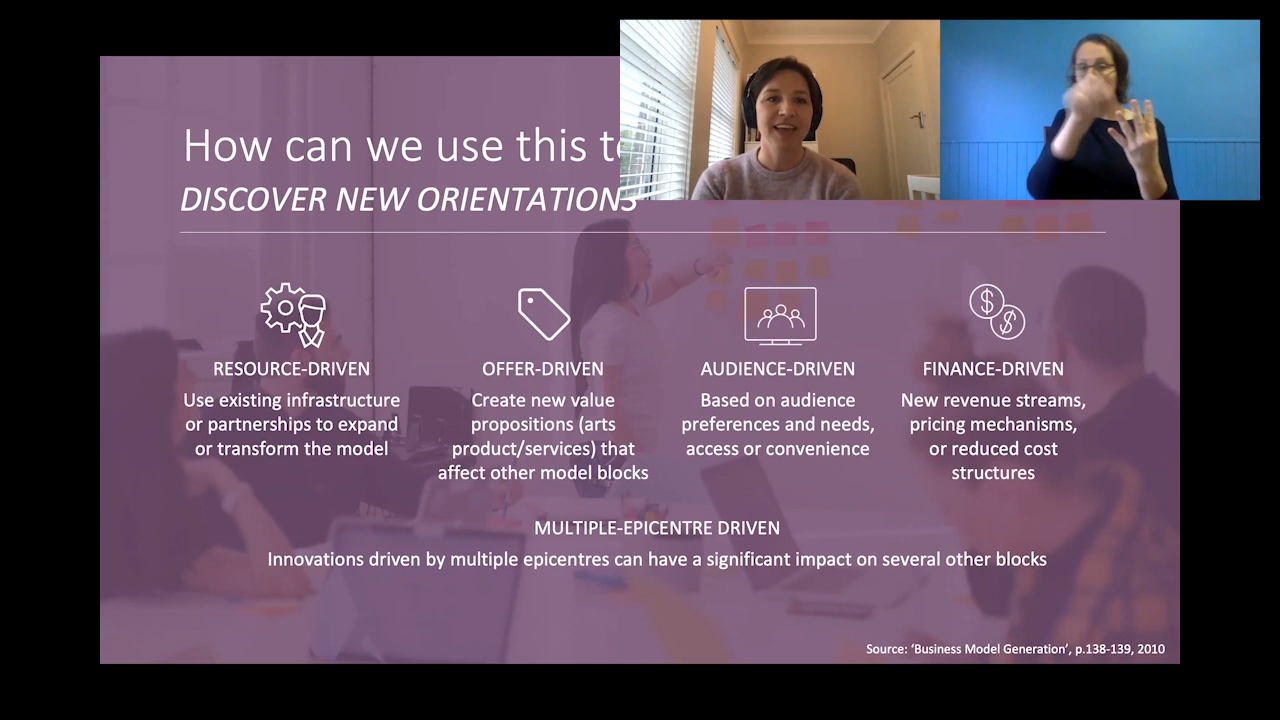 How can we use this
DISCOVER NEW ORIENTATIONS
RESOURCE-DRIVEN
Use existing infrastructure
or partnerships to expand
or transform the model
OFFER-DRIVEN
Create new value
propositions (arts
product/services) that
affect other model blocks
AUDIENCE-DRIVEN
Based on audience
preferences and needs,
access or convenience
FINANCE-DRIVEN
New revenue streams,
pricing mechanisms,
or reduced cost
structures
MULTIPLE-EPICENTRE DRIVEN
Innovations driven by multiple epicentres can have a significant impact on several other blocks
Source: ‘Business Model Generation’, p.138-139, 2010